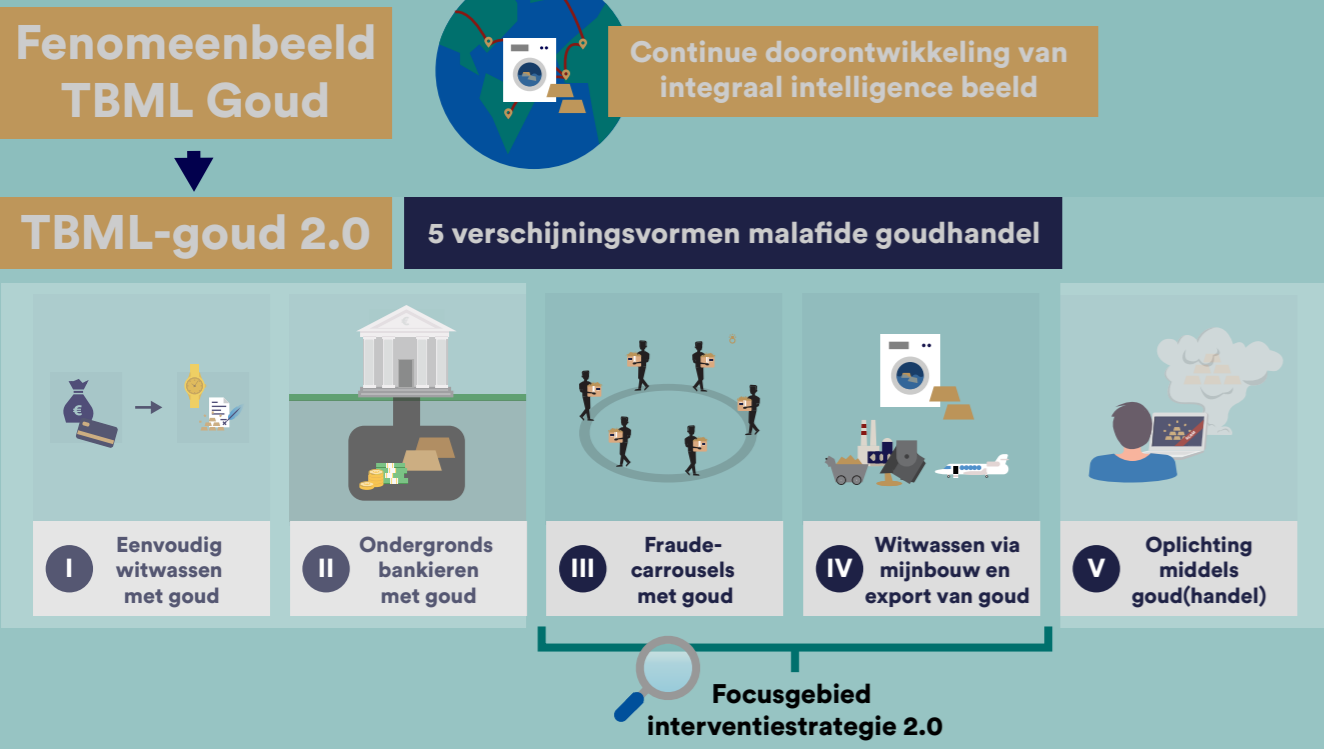 Fenomeenbeeld
TBML Goud
Continue doorontwikkeling van
integraal intelligence beeld
TBML-goud 2.0
5 verschijningsvormen malafide goudhandel
I
Eenvoudig
witwassen
met goud
II
Ondergronds
bankieren
met goud
III
Fraude-
carrousels
met goud
IV
Witwassen via
mijnbouw en
export van goud
V
Oplichting
middels
goud(handel)
Focusgebied
interventiestrategie 2.0